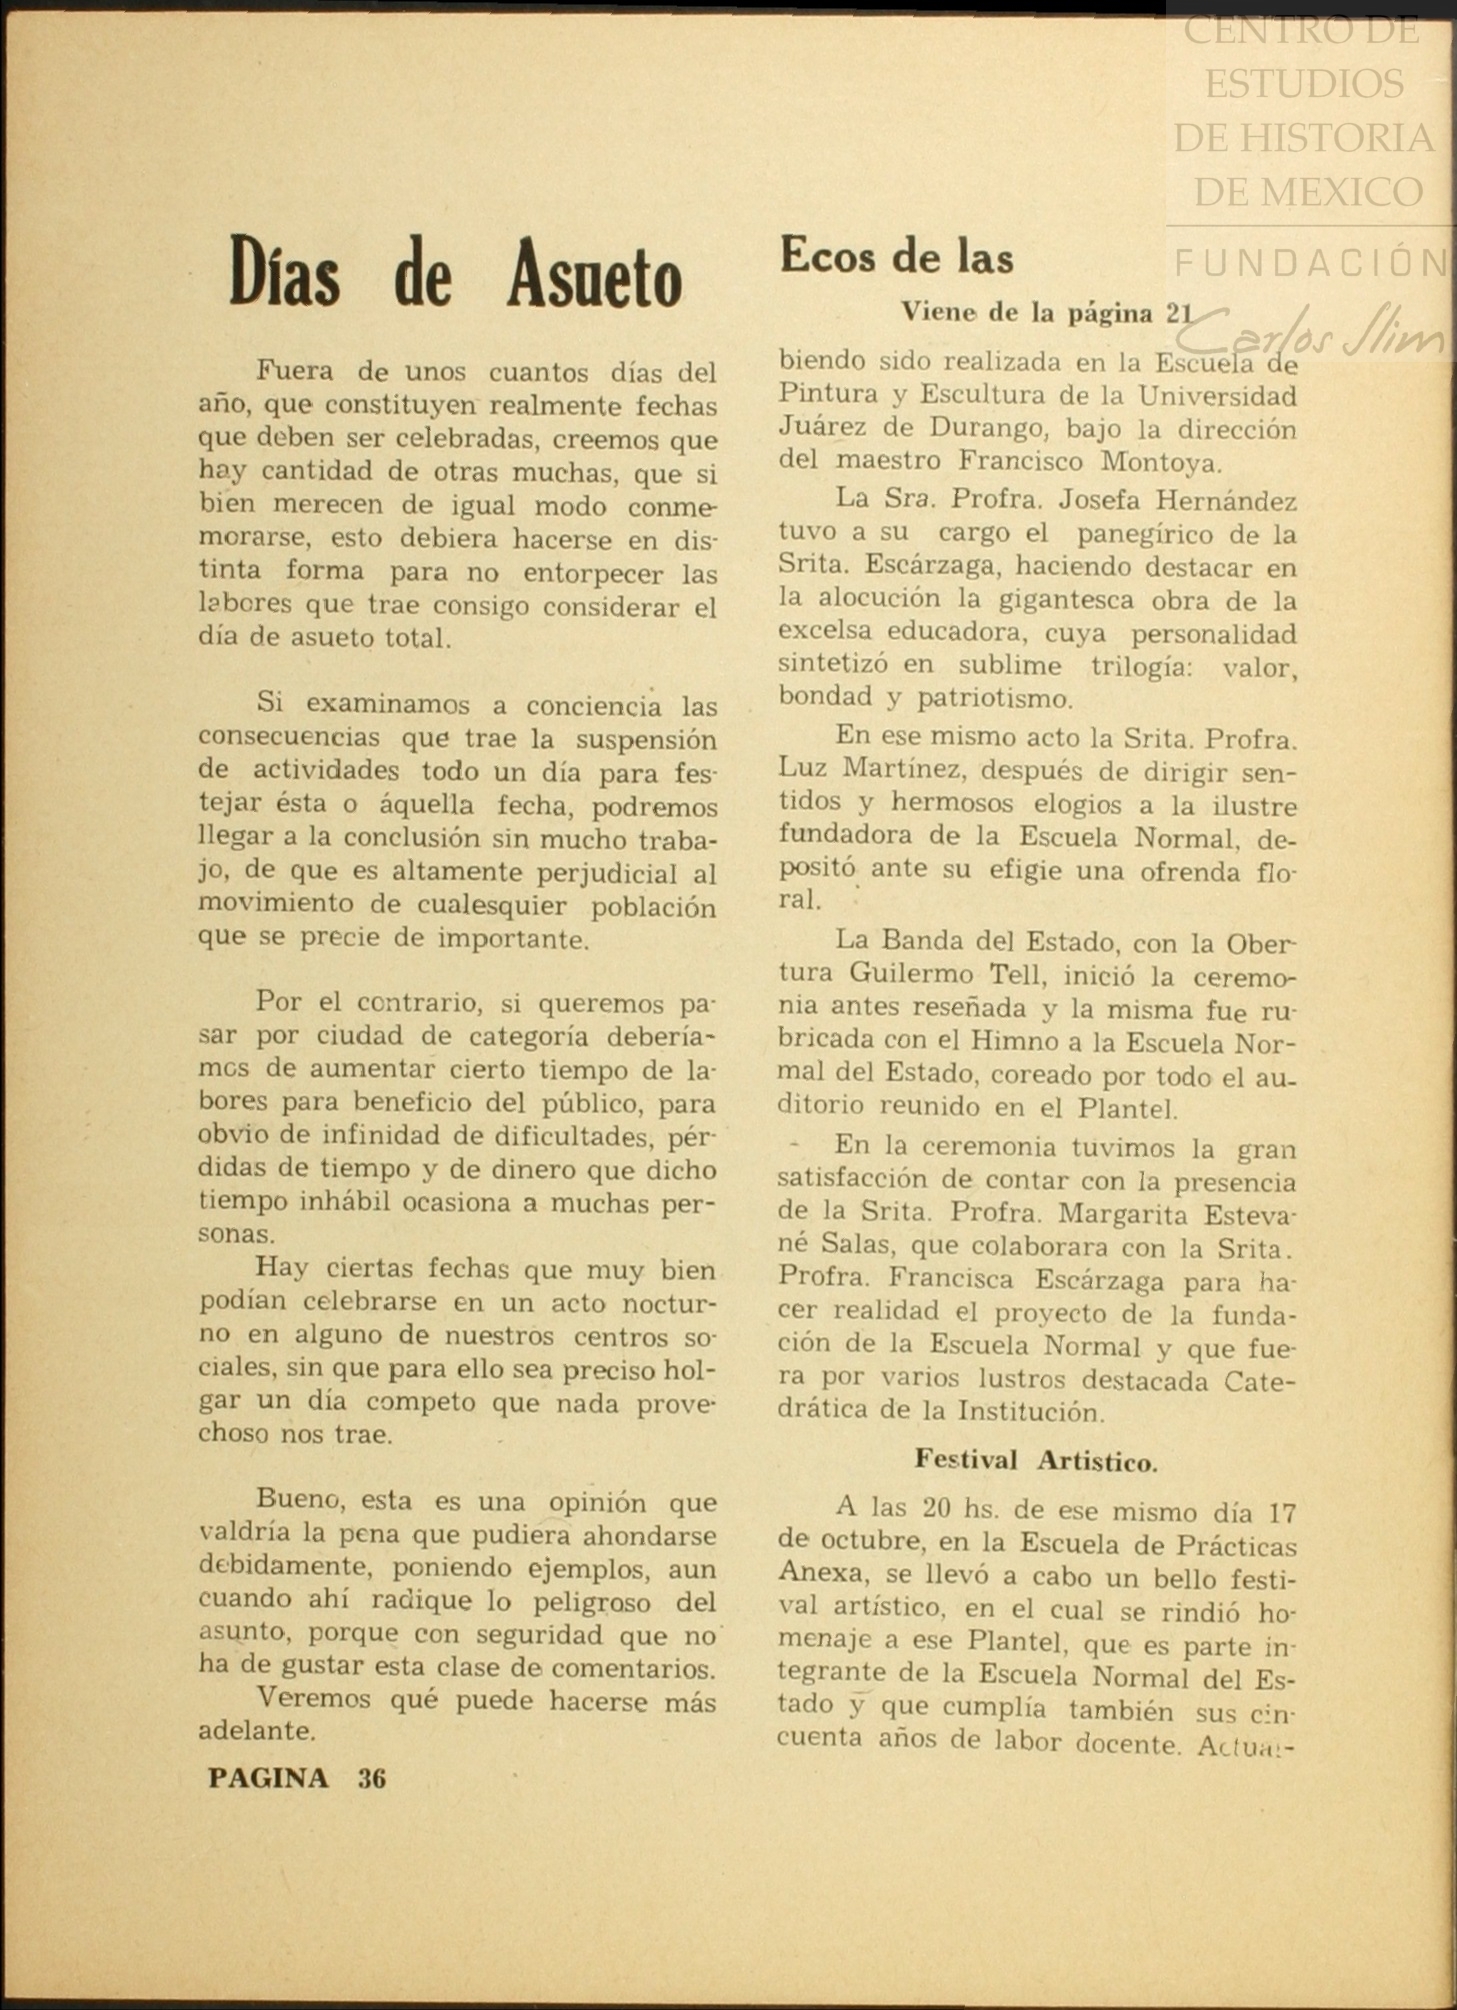 CENTRO DE
ESTUDIOS
DE HISTORIA
DE MEXICO
FUNDACIÓN
Carlos Slim
Días de Asueto
Fuera de unos cuantos días del
año, que constituyen realmente fechas
que deben ser celebradas, creemos que
hay cantidad de otras muchas, que si
bien merecen de igual modo conme-
morarse, esto debiera hacerse en dis-
tinta forma para no entorpecer las
labores que trae consigo considerar el
día de asueto total.
Si examinamos a conciencia las
consecuencias que trae la suspensión
de actividades todo un día para fes-
tejar ésta o áquella fecha, podremos
llegar a la conclusión sin mucho traba-
jo, de que es altamente perjudicial al
movimiento de cualesquier población
que se precie de importante.
Por el contrario, si queremos pa-
sar por ciudad de categoría debería-
mos de aumentar cierto tiempo de la-
bores para beneficio del público, para
obvio de infinidad de dificultades, pér-
didas de tiempo y de dinero que dicho
tiempo inhábil ocasiona a muchas per-
sonas.
Hay ciertas fechas que muy bien
podían celebrarse en un acto noctur-
no en alguno de nuestros centros so-
ciales, sin que para ello sea preciso hol-
gar un día competo que nada prove-
choso nos trae.
Bueno, esta es una opinión que
valdría la pena que pudiera ahondarse
debidamente, poniendo ejemplos, aun
cuando ahí radique lo peligroso del
asunto, porque con seguridad que no
ha de gustar esta clase de comentarios.
Veremos qué puede hacerse más
adelante.
PAGINA 36
Ecos de las
Viene de la página 21
biendo sido realizada en la Escuela de
Pintura y Escultura de la Universidad
Juárez de Durango, bajo la dirección
del maestro Francisco Montoya.
La Sra. Profra. Josefa Hernández
tuvo a su cargo el panegírico de la
Srita. Escárzaga, haciendo destacar en
la alocución la gigantesca obra de la
excelsa educadora, cuya personalidad
sintetizó en sublime trilogía: valor,
bondad y patriotismo.
En ese mismo acto la Srita. Profra.
Luz Martínez, después de dirigir sen-
tidos y hermosos elogios a la ilustre
fundadora de la Escuela Normal, de-
positó ante su efigie una ofrenda flo-
ral.
La Banda del Estado, con la Ober-
tura Guilermo Tell, inició la ceremo-
nia antes reseñada y la misma fue ru-
bricada con el Himno a la Escuela Nor-
mal del Estado, coreado por todo el au-
ditorio reunido en el Plantel.
- En la ceremonia tuvimos la gran
satisfacción de contar con la presencia
de la Srita. Profra. Margarita Esteva-
né Salas, que colaborara con la Srita.
Profra. Francisca Escárzaga para ha-
cer realidad el proyecto de la funda-
ción de la Escuela Normal y que fue-
ra por varios lustros destacada Cate-
drática de la Institución.
Festival Artistico.
A las 20 hs. de ese mismo día 17
de octubre, en la Escuela de Prácticas
Anexa, se llevó a cabo un bello festi-
val artístico, en el cual se rindió ho-
menaje a ese Plantel, que es parte in-
tegrante de la Escuela Normal del Es-
tado y que cumplía también sus cin-
cuenta años de labor docente. Actual-